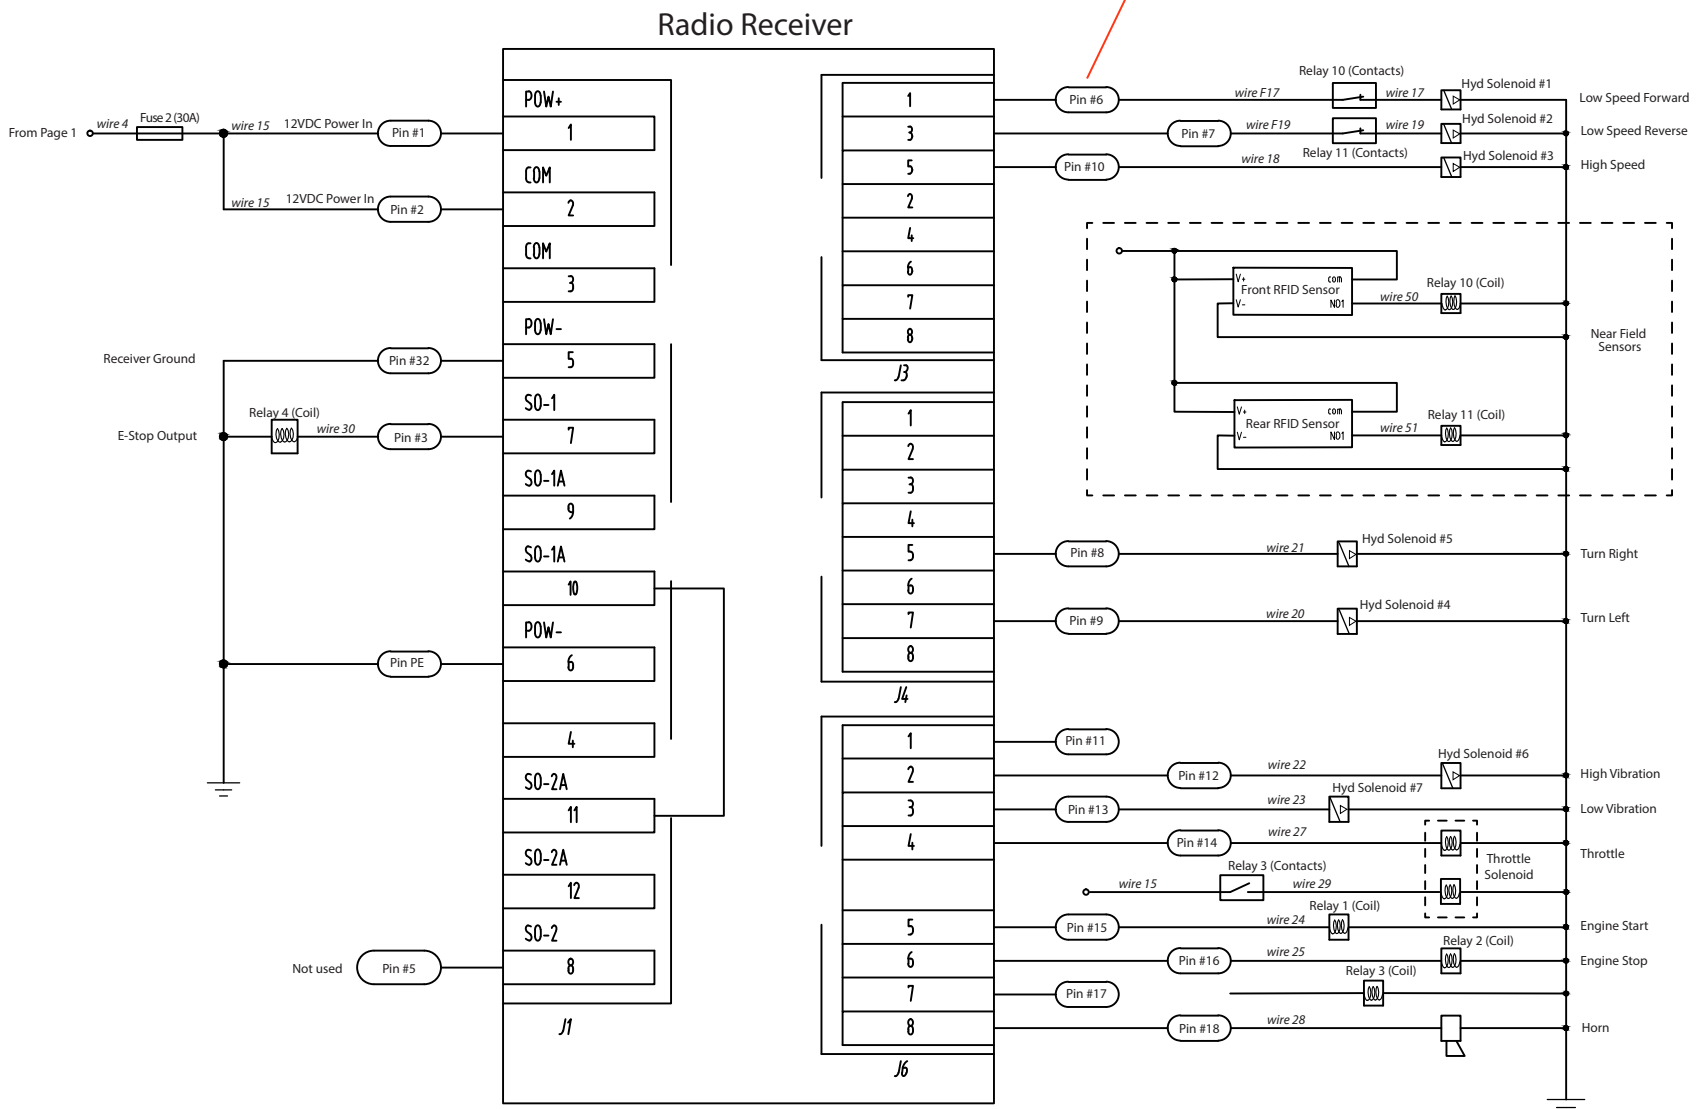 Radio Receiver
From Page 1
wire 4
Fuse 2 (30A)
wire 15
12VDC Power In
Pin #1
wire 15
12VDC Power In
Pin #2
Receiver Ground
Pin #32
Relay 4 (Coil)
E-Stop Output
wire 30
Pin #3
Pin PE
Not used
Pin #5
POW+
1
COM
2
COM
3
POW-
5
SO-1
7
SO-1A
9
SO-1A
10
POW-
6
4
SO-2A
11
SO-2A
12
SO-2
8
J1
1
3
5
2
4
6
7
8
J3
1
2
3
4
5
6
7
8
J4
1
2
3
4
5
6
7
8
J6
Pin #6
wire F17
Relay 10 (Contacts)
wire 17
Hyd Solenoid #1
Low Speed Forward
Pin #7
wire F19
Relay 11 (Contacts)
wire 19
Hyd Solenoid #2
Low Speed Reverse
Pin #10
wire 18
Hyd Solenoid #3
High Speed
V+
com
Front RFID Sensor
V-
NO1
wire 50
Relay 10 (Coil)
Near Field
Sensors
V+
com
Rear RFID Sensor
V-
NO1
wire 51
Relay 11 (Coil)
Pin #8
wire 21
Hyd Solenoid #5
Turn Right
Pin #9
wire 20
Hyd Solenoid #4
Turn Left
Pin #11
Pin #12
wire 22
Hyd Solenoid #6
High Vibration
Pin #13
wire 23
Hyd Solenoid #7
Low Vibration
Pin #14
wire 27
Throttle
Throttle
Solenoid
wire 15
Relay 3 (Contacts)
wire 29
Pin #15
wire 24
Relay 1 (Coil)
Engine Start
Pin #16
wire 25
Relay 2 (Coil)
Engine Stop
Pin #17
Relay 3 (Coil)
Pin #18
wire 28
Horn